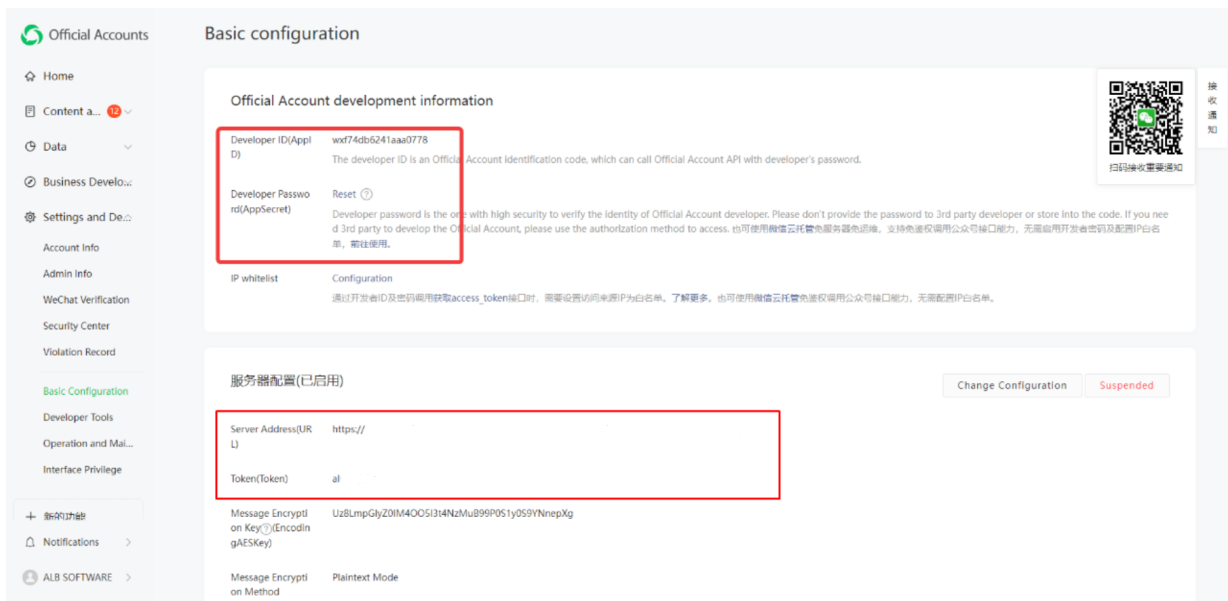 Official Accounts
Basic configuration
Home
Content a... 12
Data
Business Develo...
Settings and De...
Account Info
Admin Info
WeChat Verification
Security Center
Violation Record
Basic Configuration
Developer Tools
Operation and Mai...
Interface Privilege
新的功能
Notifications
ALB SOFTWARE
Official Account development information
Developer ID(AppI
D)
wxf74db6241aaa0778
The developer ID is an Official Account identification code, which can call Official Account API with developer's password.
Developer Passwo
rd(AppSecret)
Reset ?
Developer password is the one with high security to verify the identity of Official Account developer. Please don't provide the password to 3rd party developer or store into the code. If you nee
d 3rd party to develop the Official Account, please use the authorization method to access. 也可使用微信云托管免服务器免运维，支持免鉴权调用公众号接口能力，无需启用开发者密码及配置IP白名
单，前往使用。
IP whitelist
Configuration
通过开发者ID及密码调用获取access_token接口时，需要设置访问来源IP为白名单。了解更多。也可使用微信云托管免鉴权调用公众号接口能力，无需配置IP白名单。
扫码接收重要通知
接
收
通
知
服务器配置(已启用)
Change Configuration
Suspended
Server Address(UR
L)
https://
Token(Token)
al
Message Encrypti
on Key?(Encodin
gAESKey)
Uz8LmpGlyZ0IM4OO5I3t4NzMu899P0S1y0S9YNnepXg
Message Encrypti
on Method
Plaintext Mode